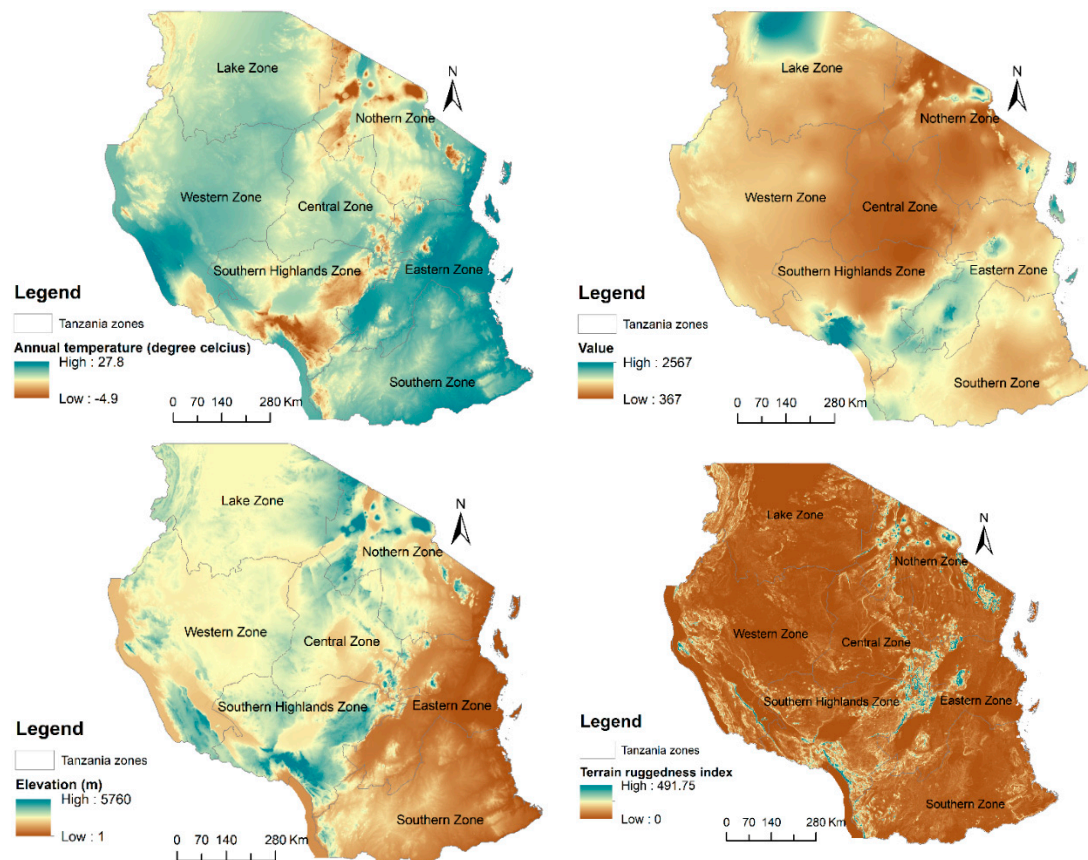 Lake Zone
N
Nothern Zone
Western Zone
Central Zone
Southern Highlands Zone
Eastern Zone
Southern Zone
Legend
Tanzania zones
Annual temperature (degree celcius)
High : 27.8
Low : -4.9
0 70 140 280 Km
Lake Zone
N
Nothern Zone
Western Zone
Central Zone
Southern Highlands Zone
Eastern Zone
Southern Zone
Legend
Tanzania zones
Value
High : 2567
Low : 367
0 70 140 280 Km
Lake Zone
N
Nothern Zone
Western Zone
Central Zone
Southern Highlands Zone
Eastern Zone
Southern Zone
Legend
Tanzania zones
Elevation (m)
High : 5760
Low : 1
0 70 140 280 Km
Lake Zone
N
Nothern Zone
Western Zone
Central Zone
Southern Highlands Zone
Eastern Zone
Southern Zone
Legend
Tanzania zones
Terrain ruggedness index
High : 491.75
Low : 0
0 70 140 280 Km